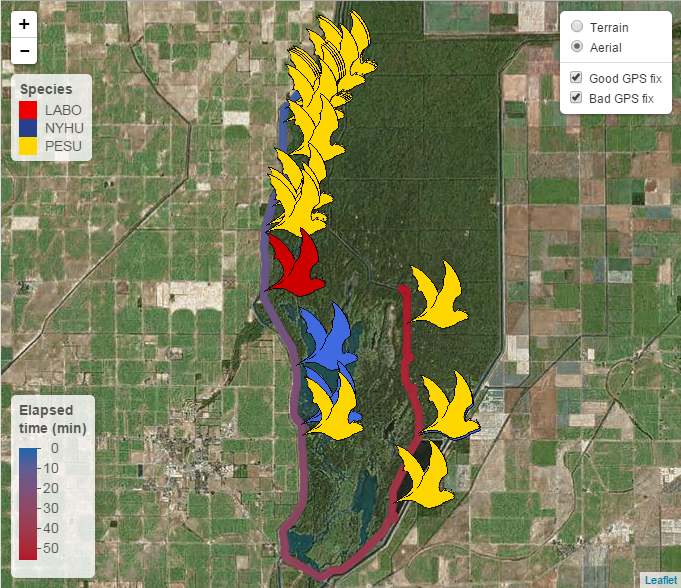 +
−
Terrain
Aerial
Good GPS fix
Bad GPS fix
Species
LABO
NYHU
PESU
Elapsed
time (min)
0
10
20
30
40
50
Leaflet